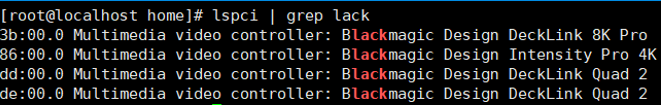 [root@localhost home]# lspci | grep lack
3b:00.0 Multimedia video controller: Blackmagic Design DeckLink 8K Pro
86:00.0 Multimedia video controller: Blackmagic Design Intensity Pro 4K
dd:00.0 Multimedia video controller: Blackmagic Design DeckLink Quad 2
de:00.0 Multimedia video controller: Blackmagic Design DeckLink Quad 2